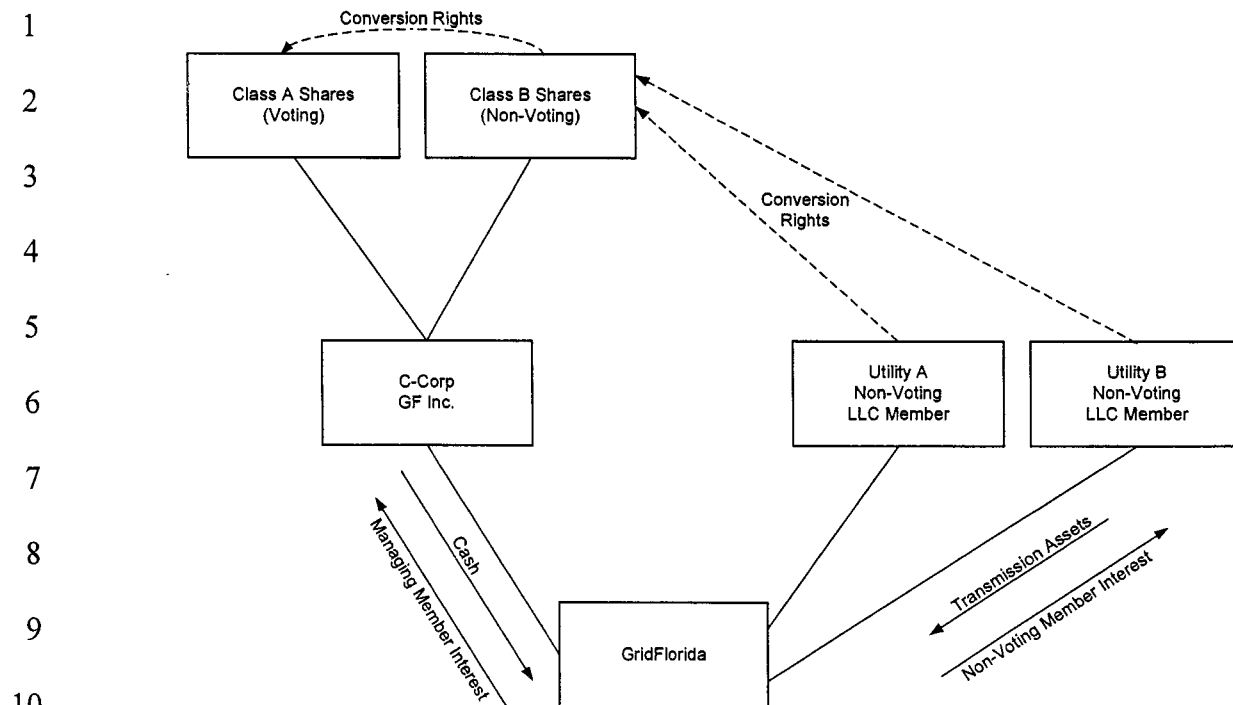 1
Conversion Rights
2
Class A Shares
(Voting)
Class B Shares
(Non-Voting)
3
Conversion
Rights
4
5
6
C-Corp
GF Inc.
Utility A
Non-Voting
LLC Member
Utility B
Non-Voting
LLC Member
7
8
Cash
Managing Member Interest
Transmission Assets
Non-Voting Member Interest
9
GridFlorida
10